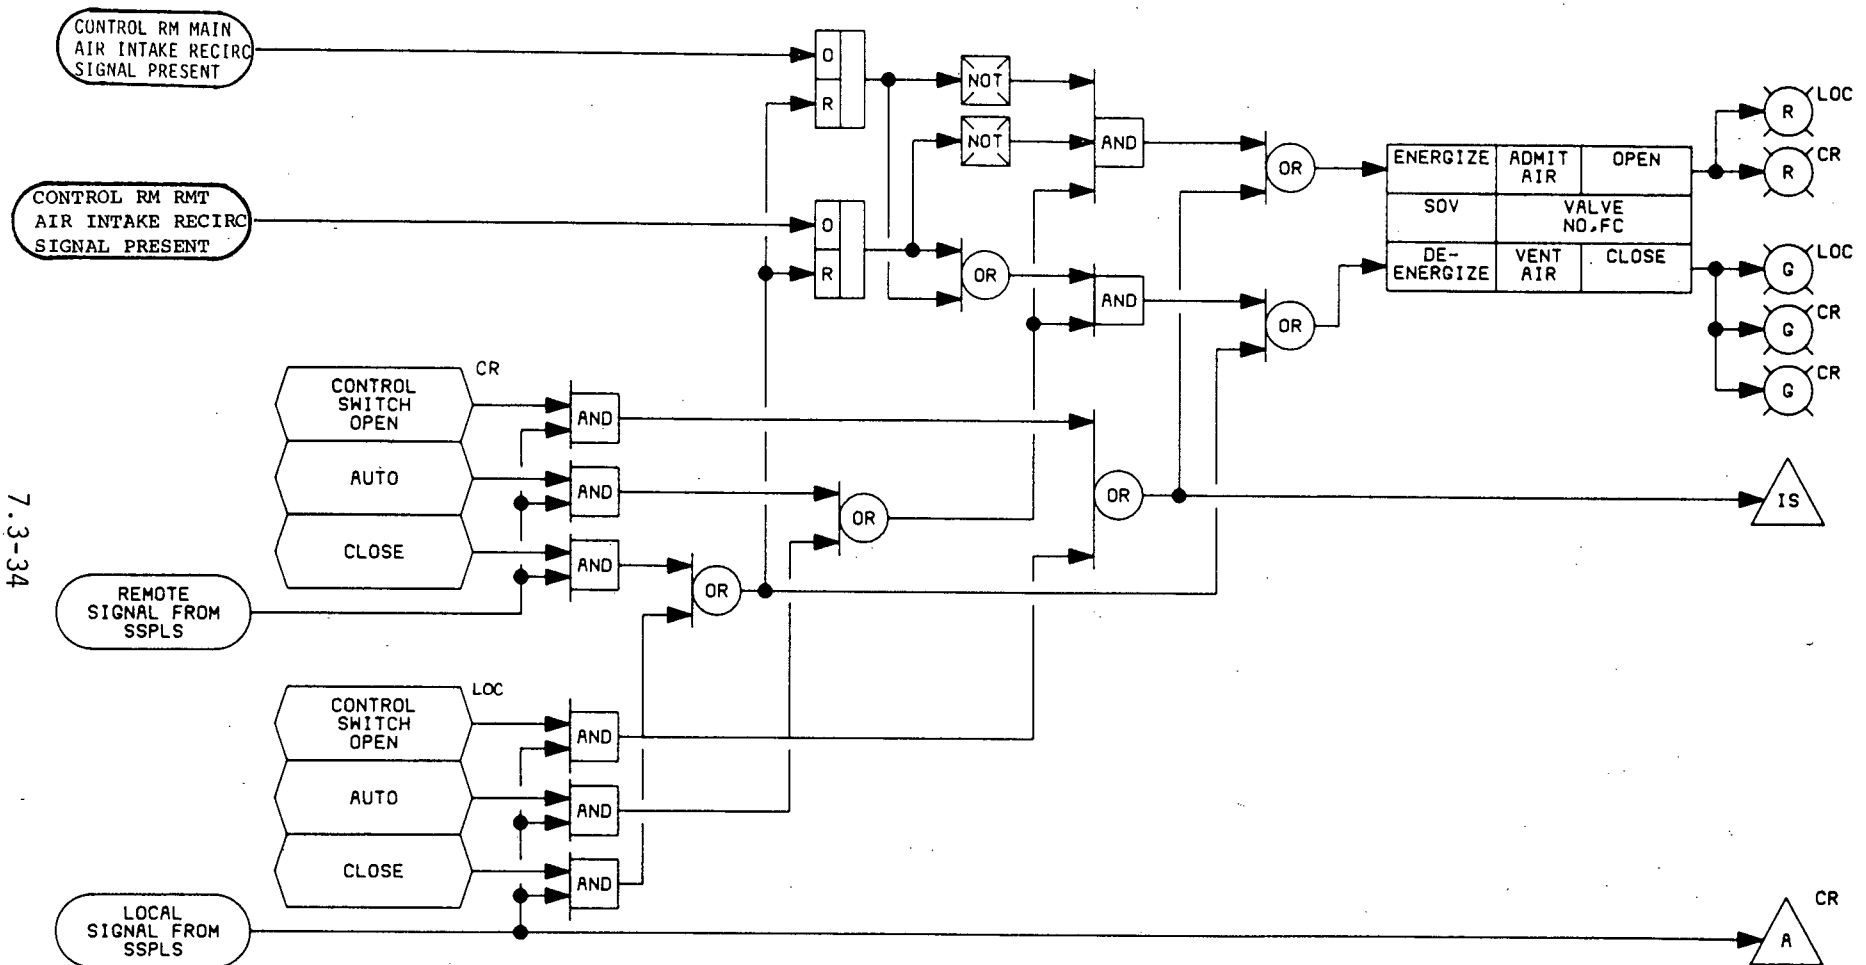 CONTROL RM MAIN
AIR INTAKE RECIRC
SIGNAL PRESENT
O
R
NOT
NOT
AND
OR
ENERGIZE
ADMIT
AIR
OPEN
SOV
VALVE
NO,FC
DE-
ENERGIZE
VENT
AIR
CLOSE
R
LOC
R
CR
G
LOC
G
CR
G
CR
CONTROL RM RMT
AIR INTAKE RECIRC
SIGNAL PRESENT
O
R
OR
AND
OR
CONTROL
SWITCH
OPEN
CR
AUTO
CLOSE
AND
AND
AND
OR
OR
OR
IS
REMOTE
SIGNAL FROM
SSPLS
CONTROL
SWITCH
OPEN
LOC
AUTO
CLOSE
AND
AND
AND
LOCAL
SIGNAL FROM
SSPLS
A
CR
7.3-34